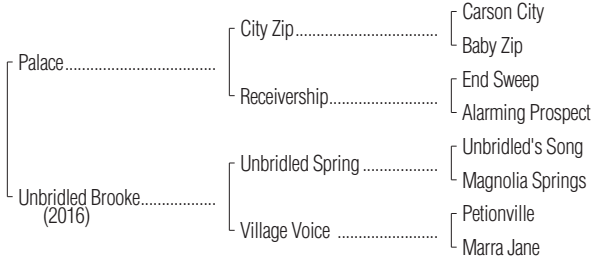 Carson City
City Zip
Baby Zip
Palace
End Sweep
Receivership
Alarming Prospect
Unbridled's Song
Unbridled Spring
Magnolia Springs
Unbridled Brooke
(2016)
Petionville
Village Voice
Marra Jane